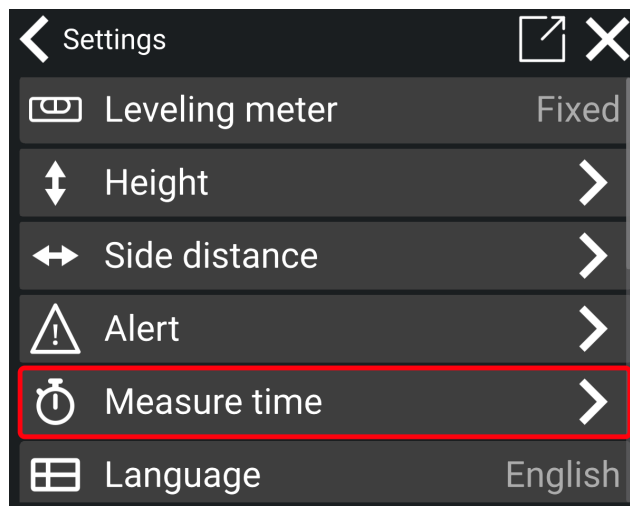 Settings
Leveling meter Fixed
Height
Side distance
Alert
Measure time
Language English